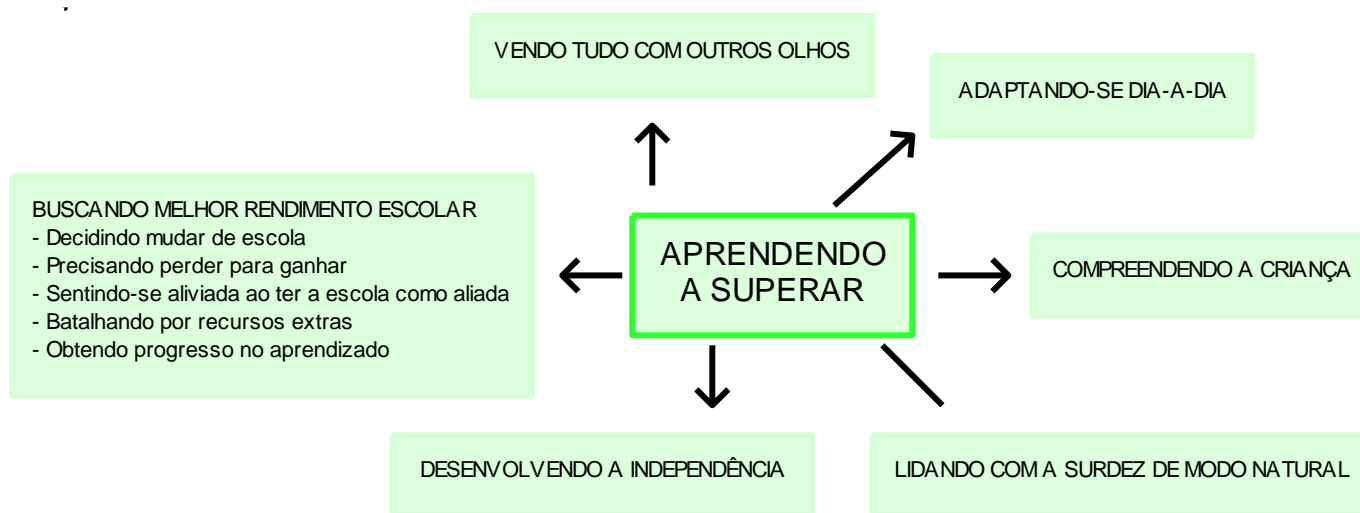 VENDO TUDO COM OUTROS OLHOS
ADAPTANDO-SE DIA-A-DIA
BUSCANDO MELHOR RENDIMENTO ESCOLAR
- Decidindo mudar de escola
- Precisando perder para ganhar
- Sentindo-se aliviada ao ter a escola como aliada
- Batalhando por recursos extras
- Obtendo progresso no aprendizado
APRENDENDO
A SUPERAR
COMPREENDENDO A CRIANÇA
DESENVOLVENDO A INDEPENDÊNCIA
LIDANDO COM A SURDEZ DE MODO NATURAL